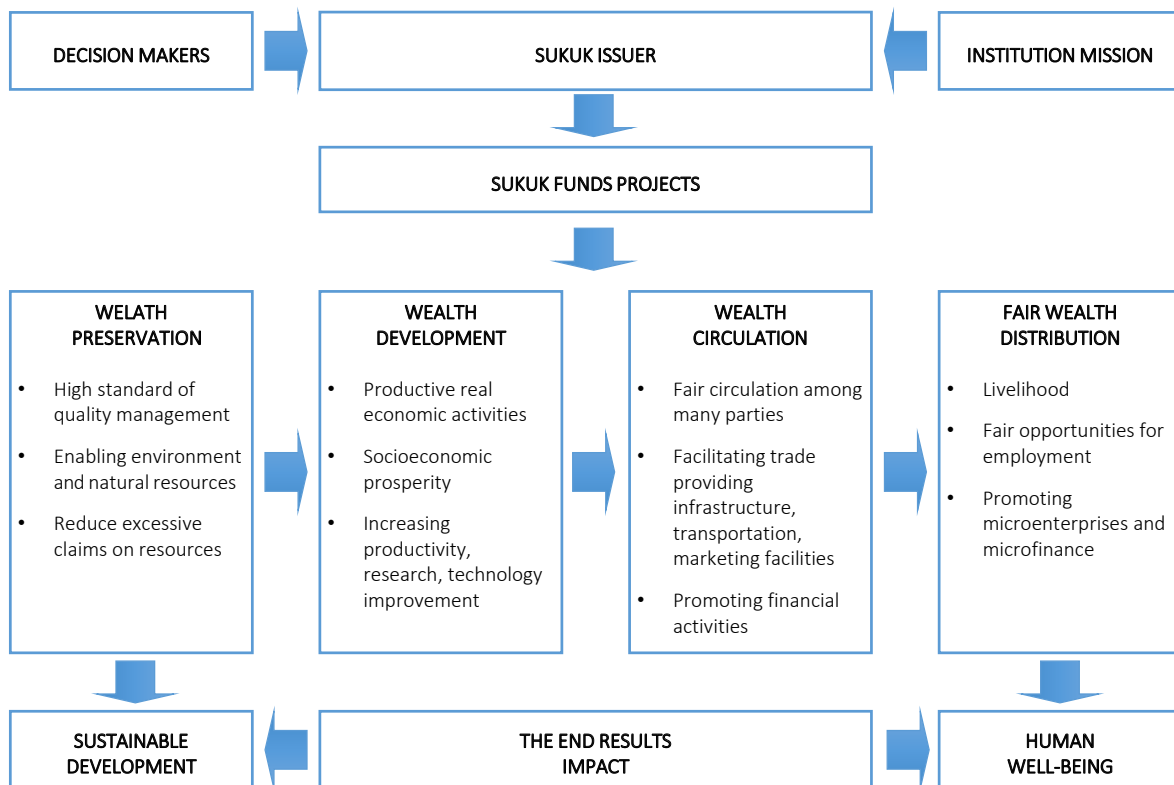 DECISION MAKERS
SUKUK ISSUER
INSTITUTION MISSION
SUKUK FUNDS PROJECTS
WELATH
PRESERVATION
• High standard of
quality management
• Enabling environment
and natural resources
• Reduce excessive
claims on resources
WEALTH
DEVELOPMENT
• Productive real
economic activities
• Socioeconomic
prosperity
• Increasing
productivity,
research, technology
improvement
WEALTH
CIRCULATION
• Fair circulation among
many parties
• Facilitating trade
providing
infrastructure,
transportation,
marketing facilities
• Promoting financial
activities
FAIR WEALTH
DISTRIBUTION
• Livelihood
• Fair opportunities for
employment
• Promoting
microenterprises and
microfinance
SUSTAINABLE
DEVELOPMENT
THE END RESULTS
IMPACT
HUMAN
WELL-BEING